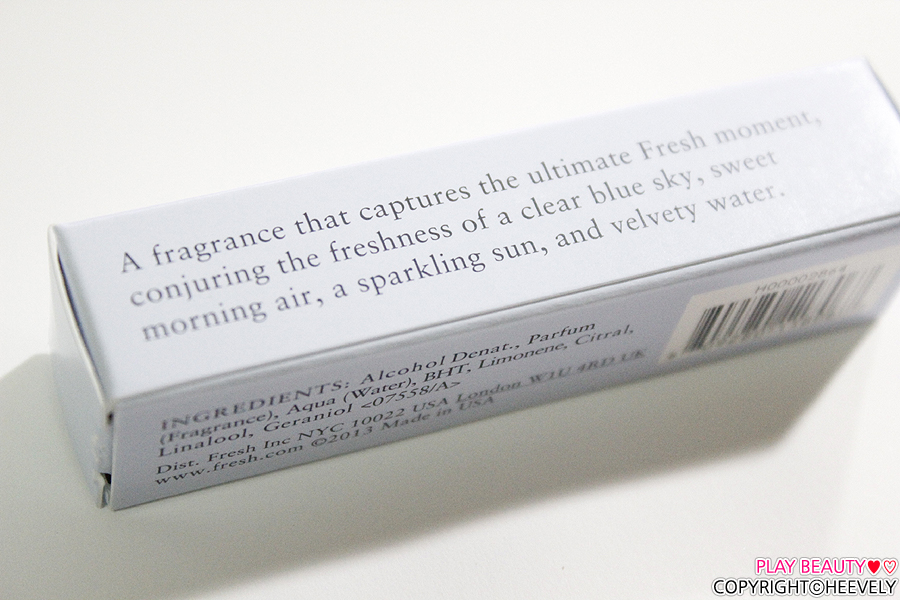 A fragrance that captures the ultimate Fresh moment,
conjuring the freshness of a clear blue sky, sweet
morning air, a sparkling sun, and velvety water.
H00002864
INGREDIENTS: Alcohol Denat., Parfum
(Fragrance), Aqua (Water), BHT, Limonene, Citral,
Linalool, Geraniol <07558/A>
Dist. Fresh Inc NYC 10022 USA London W1U 4RD UK
www.fresh.com ©2013 Made in USA
PLAY BEAUTY♥♡
COPYRIGHT©HEEVELY